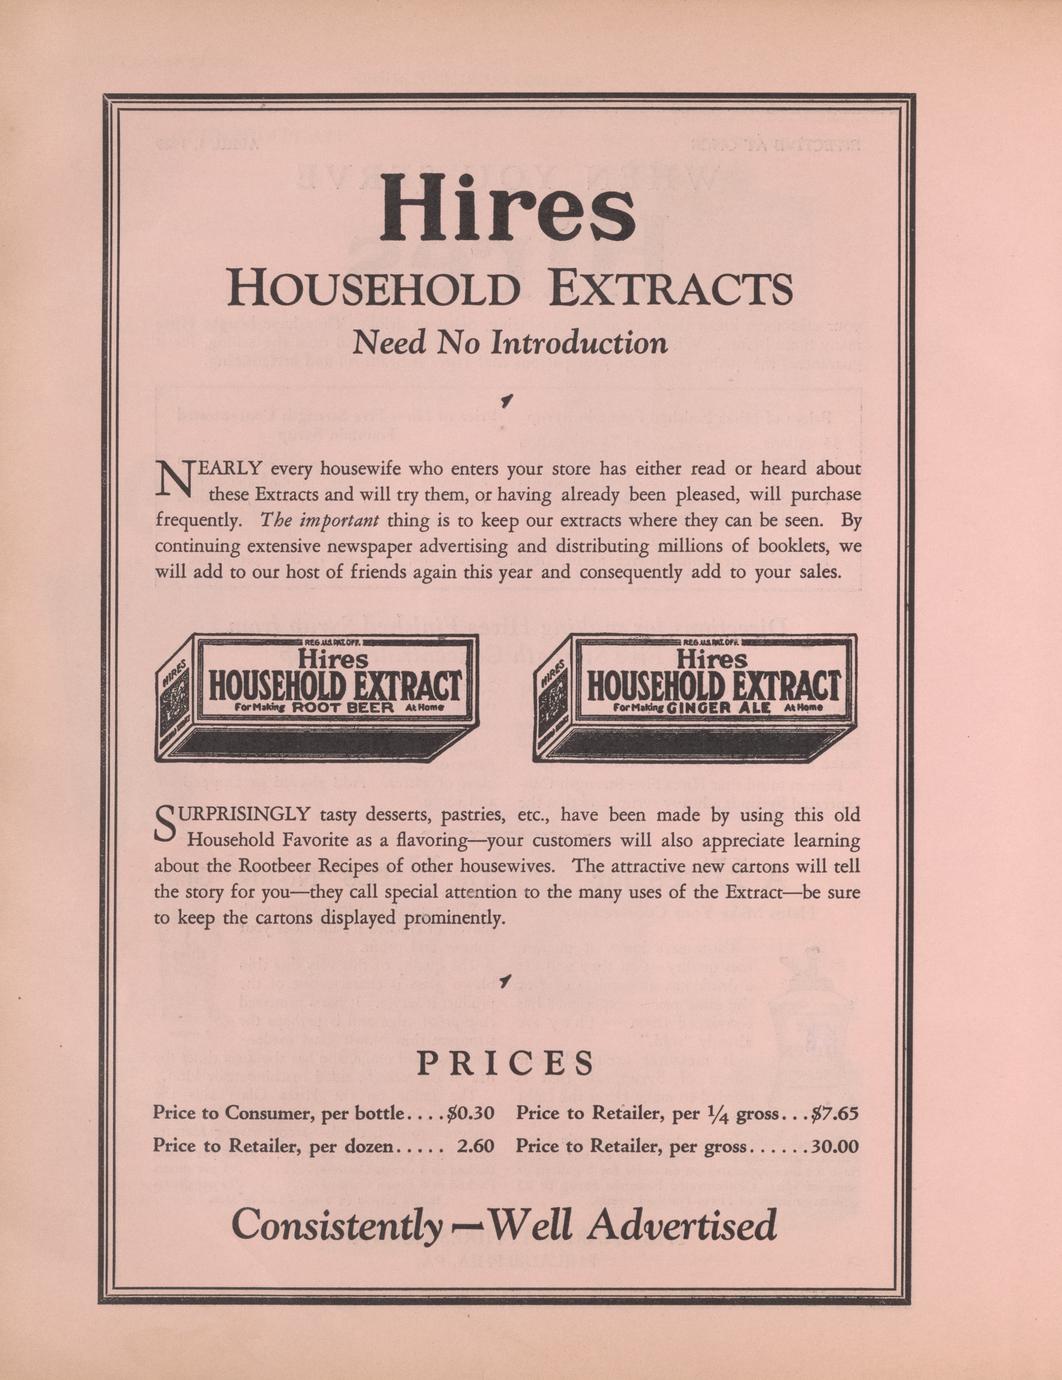 Hires
HOUSEHOLD EXTRACTS
Need No Introduction
NEARLY every housewife who enters your store has either read or heard about
these Extracts and will try them, or having already been pleased, will purchase
frequently. The important thing is to keep our extracts where they can be seen. By
continuing extensive newspaper advertising and distributing millions of booklets, we
will add to our host of friends again this year and consequently add to your sales.
HIRES
REG.U.S.PAT.OFF.
Hires
HOUSEHOLD EXTRACT
For Making ROOT BEER At Home
HIRES
REG.U.S.PAT.OFF.
Hires
HOUSEHOLD EXTRACT
For Making GINGER ALE At Home
SURPRISINGLY tasty desserts, pastries, etc., have been made by using this old
Household Favorite as a flavoring—your customers will also appreciate learning
about the Rootbeer Recipes of other housewives. The attractive new cartons will tell
the story for you—they call special attention to the many uses of the Extract—be sure
to keep the cartons displayed prominently.
PRICES
Price to Consumer, per bottle....$0.30 Price to Retailer, per 1/4 gross...$7.65
Price to Retailer, per dozen..... 2.60 Price to Retailer, per gross......30.00
Consistently—Well Advertised